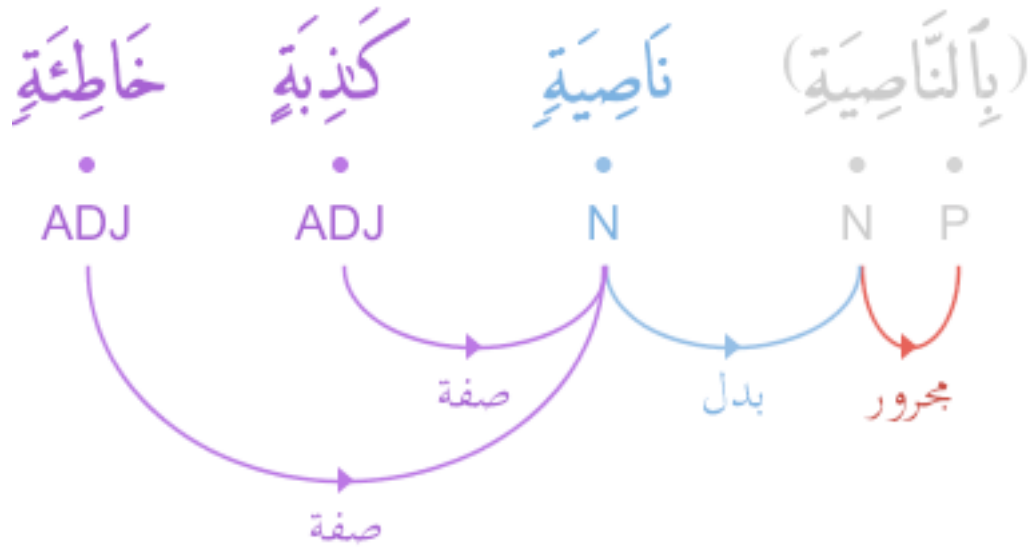 (بِٱلنَّاصِيَةِ) نَاصِيَةٍ كَـٰذِبَةٍ خَاطِئَةٍ
ADJ ADJ N N P
مجرور بدل صفة
صفة